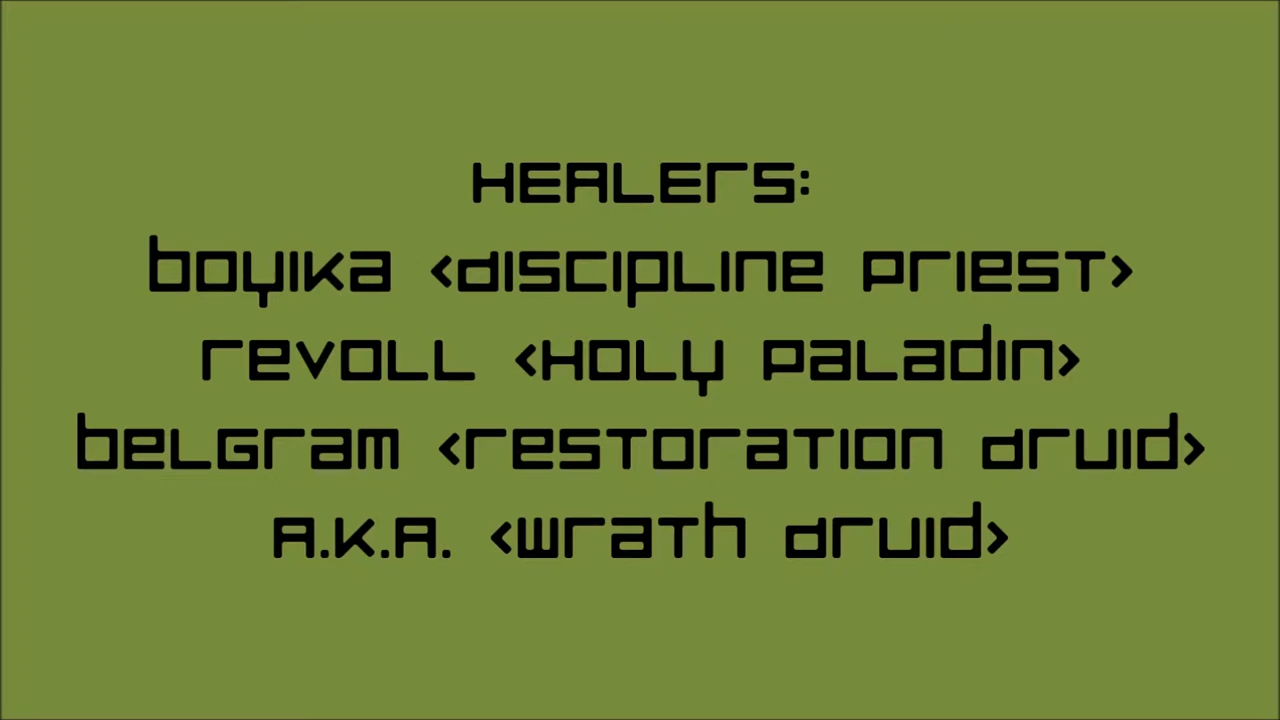 HEALERS:
Boyika <Discipline Priest>
Revoll <Holy Paladin>
Belgram <Restoration Druid>
A.K.A. <Wrath Druid>